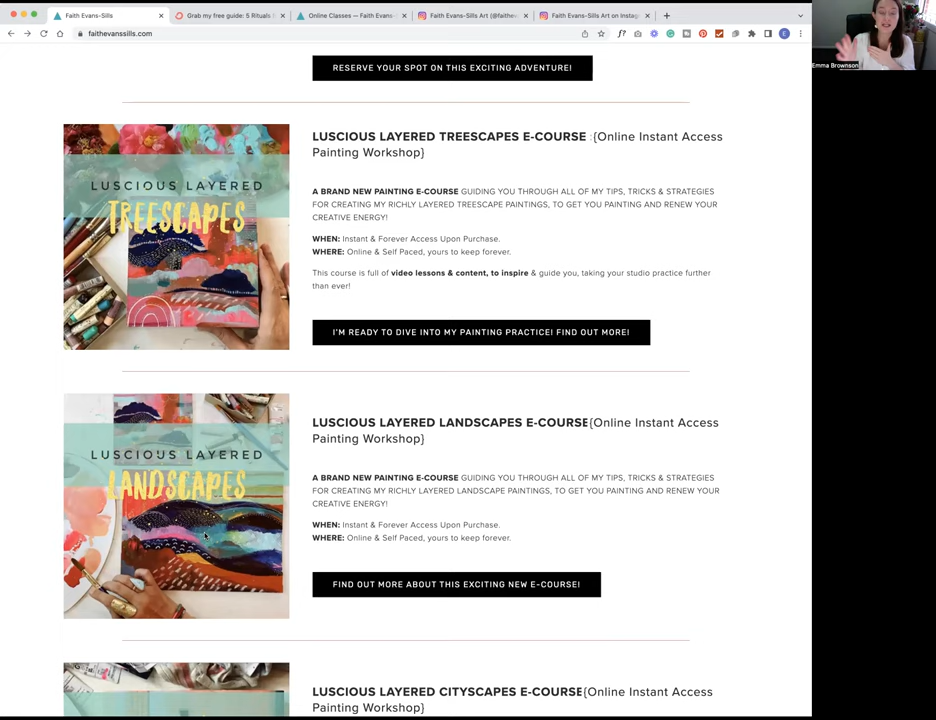 Faith Evans-Sills
Grab my free guide: 5 Rituals
Online Classes — Faith Evans-
Faith Evans-Sills Art (@faithev
Faith Evans-Sills Art on Instag
faithevanssills.com
Emma Brownson
RESERVE YOUR SPOT ON THIS EXCITING ADVENTURE!
LUSCIOUS LAYERED
TREESCAPES
LUSCIOUS LAYERED TREESCAPES E-COURSE :{Online Instant Access
Painting Workshop}
A BRAND NEW PAINTING E-COURSE GUIDING YOU THROUGH ALL OF MY TIPS, TRICKS & STRATEGIES
FOR CREATING MY RICHLY LAYERED TREESCAPE PAINTINGS, TO GET YOU PAINTING AND RENEW YOUR
CREATIVE ENERGY!
WHEN: Instant & Forever Access Upon Purchase.
WHERE: Online & Self Paced, yours to keep forever.
This course is full of video lessons & content, to inspire & guide you, taking your studio practice further
than ever!
I'M READY TO DIVE INTO MY PAINTING PRACTICE! FIND OUT MORE!
LUSCIOUS LAYERED
LANDSCAPES
LUSCIOUS LAYERED LANDSCAPES E-COURSE{Online Instant Access
Painting Workshop}
A BRAND NEW PAINTING E-COURSE GUIDING YOU THROUGH ALL OF MY TIPS, TRICKS & STRATEGIES
FOR CREATING MY RICHLY LAYERED LANDSCAPE PAINTINGS, TO GET YOU PAINTING AND RENEW YOUR
CREATIVE ENERGY!
WHEN: Instant & Forever Access Upon Purchase.
WHERE: Online & Self Paced, yours to keep forever.
FIND OUT MORE ABOUT THIS EXCITING NEW E-COURSE!
LUSCIOUS LAYERED CITYSCAPES E-COURSE{Online Instant Access
Painting Workshop}